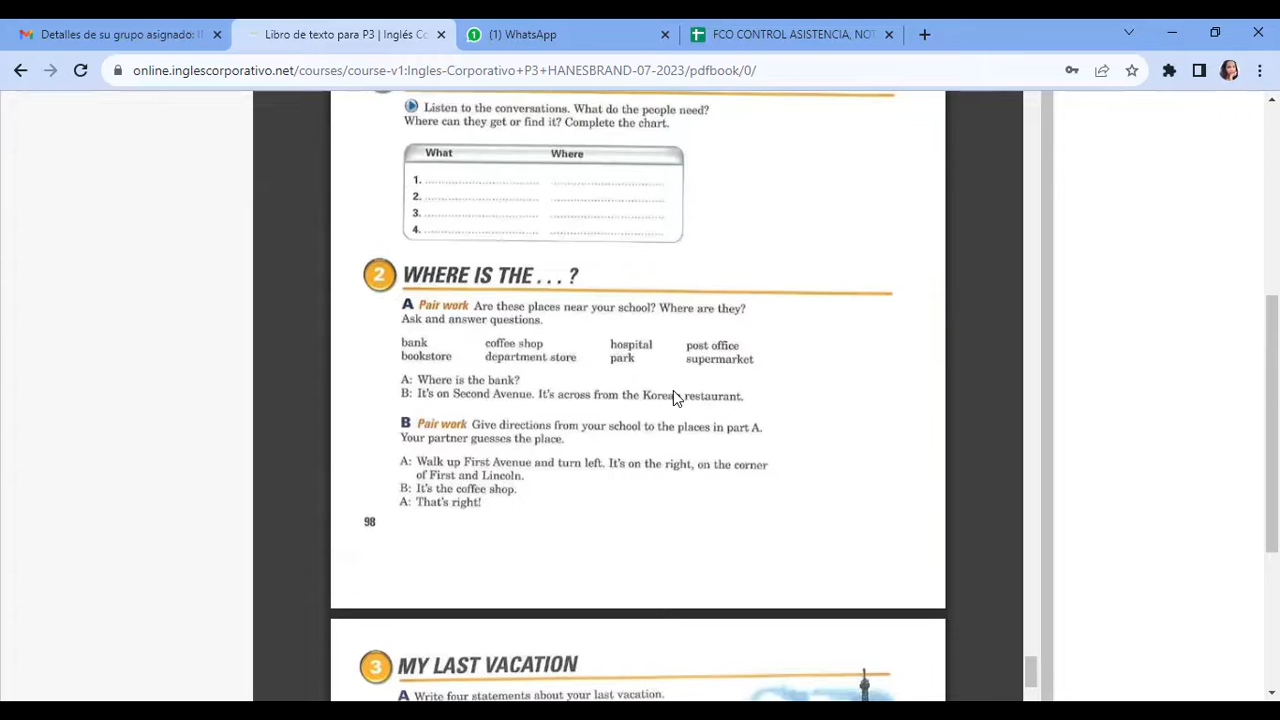 Detalles de su grupo asignado: I
Libro de texto para P3 | Inglés Co
(1) WhatsApp
FCO CONTROL ASISTENCIA, NOT
online.inglescorporativo.net/courses/course-v1:Ingles-Corporativo+P3+HANESBRAND-07-2023/pdfbook/0/
Listen to the conversations. What do the people need?
Where can they get or find it? Complete the chart.
What Where
1.
2.
3.
4.
2 WHERE IS THE . . . ?
A Pair work Are these places near your school? Where are they?
Ask and answer questions.
bank coffee shop hospital post office
bookstore department store park supermarket
A: Where is the bank?
B: It's on Second Avenue. It's across from the Korean restaurant.
B Pair work Give directions from your school to the places in part A.
Your partner guesses the place.
A: Walk up First Avenue and turn left. It's on the right, on the corner
of First and Lincoln.
B: It's the coffee shop.
A: That's right!
98
3 MY LAST VACATION
A Write four statements about your last vacation.